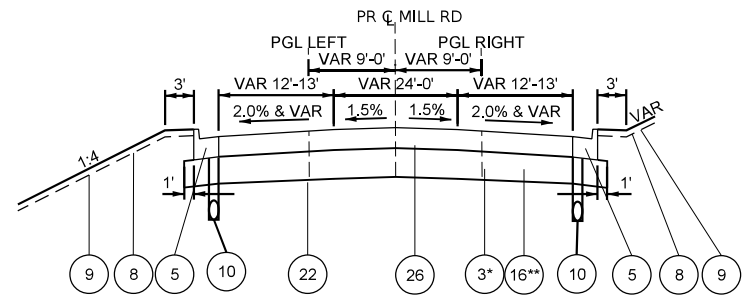 PR ℄ MILL RD
PGL LEFT PGL RIGHT
VAR 9'-0' VAR 9'-0'
3' VAR 12'-13' VAR 24'-0' VAR 12'-13' 3'
2.0% & VAR 1.5% 1.5% 2.0% & VAR VAR
1:4
1' 1'
9 8 5 10 22 26 3* 16** 10 5 8 9